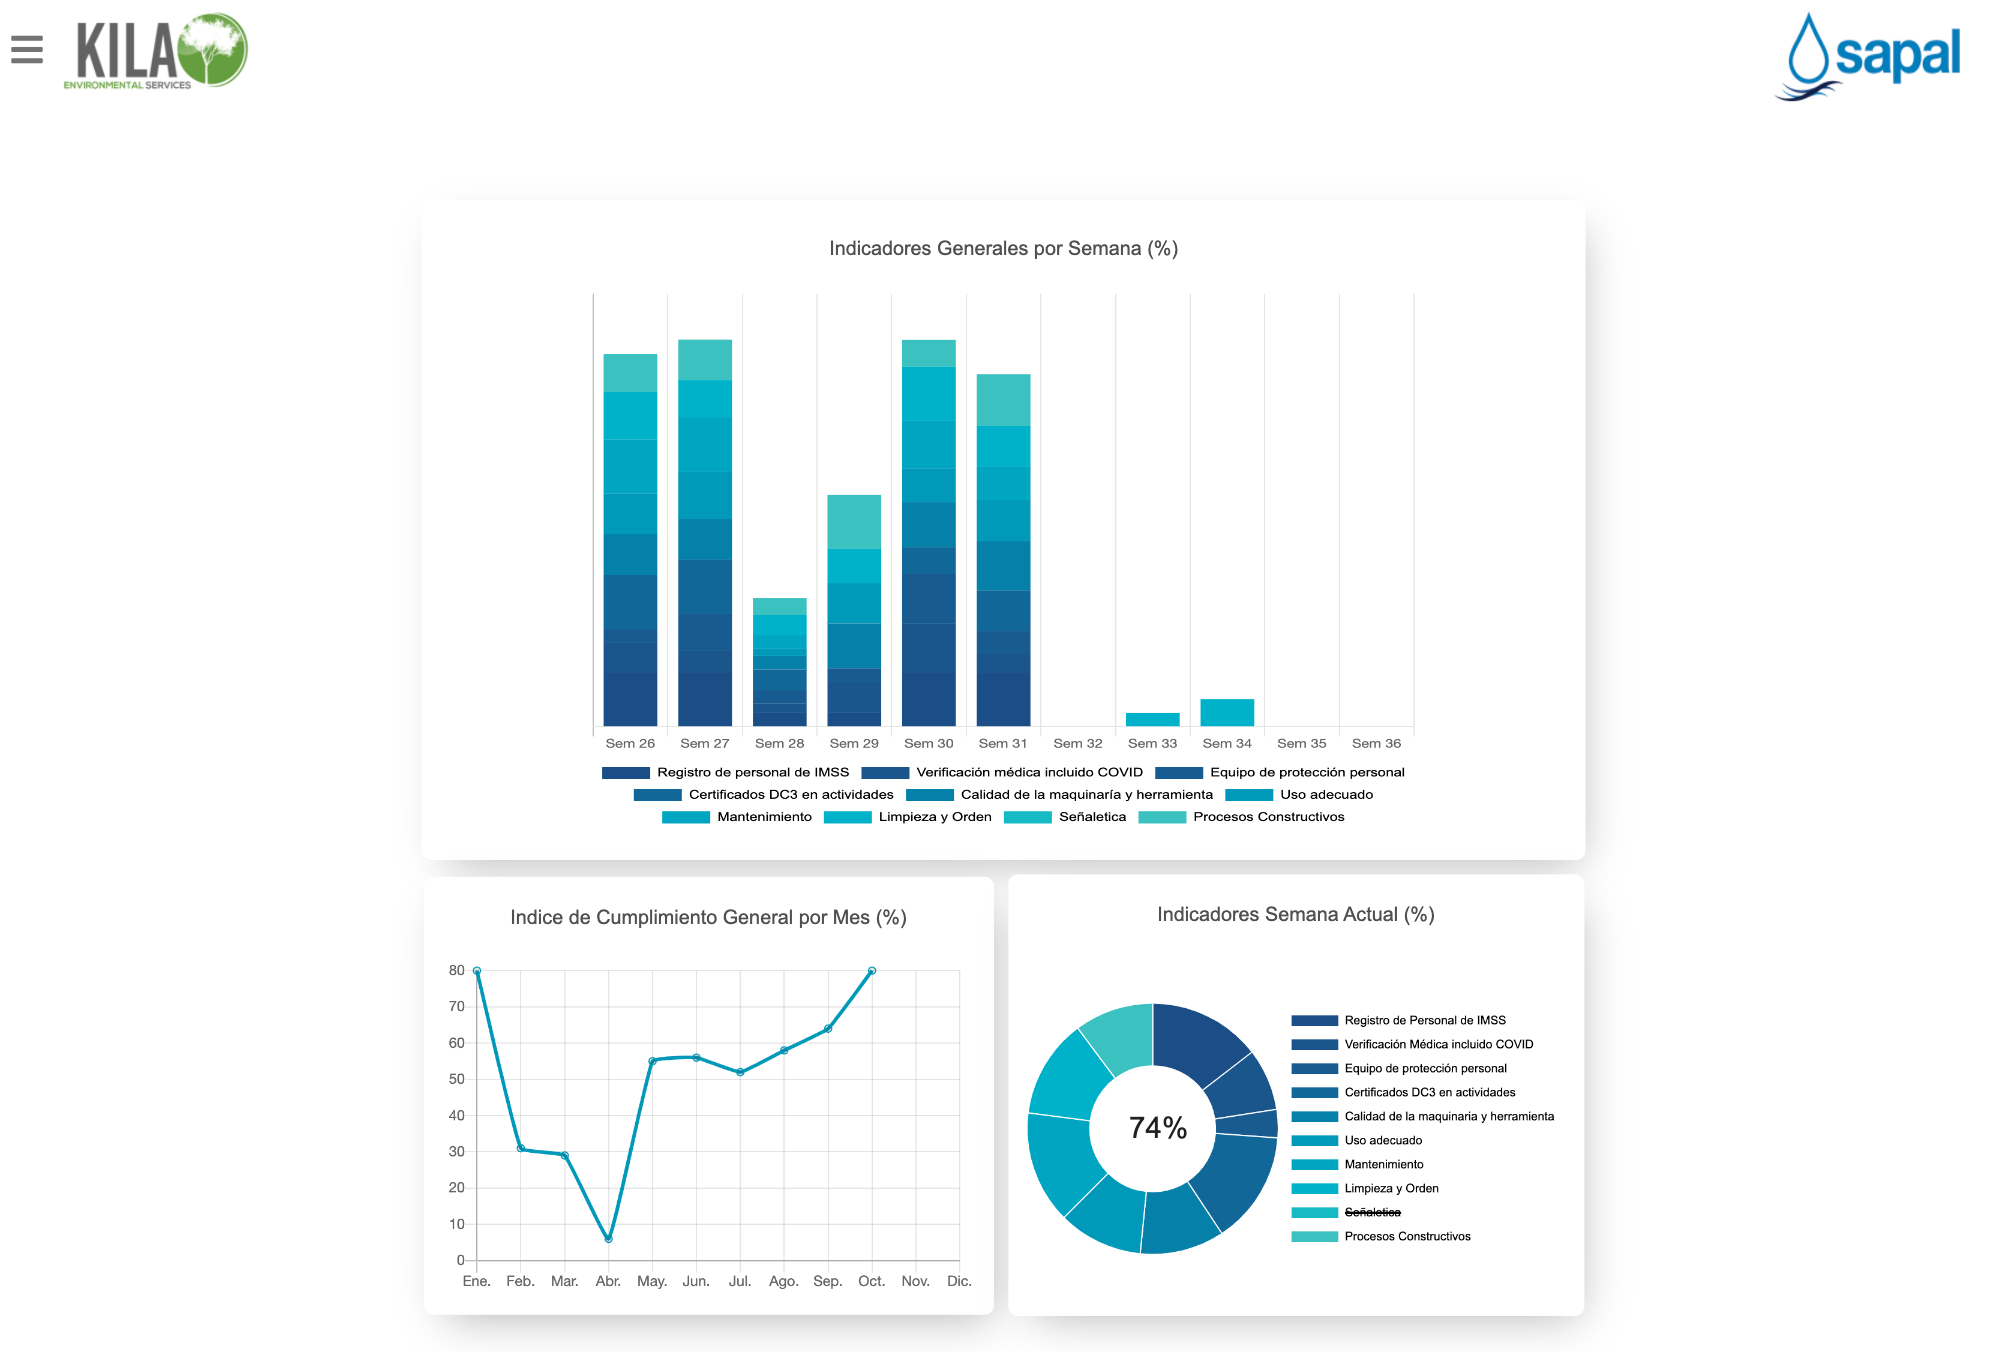 KILA
ENVIRONMENTAL SERVICES
sapal
Indicadores Generales por Semana (%)
Sem 26 Sem 27 Sem 28 Sem 29 Sem 30 Sem 31 Sem 32 Sem 33 Sem 34 Sem 35 Sem 36
Registro de personal de IMSS Verificación médica incluido COVID Equipo de protección personal
Certificados DC3 en actividades Calidad de la maquinaría y herramienta Uso adecuado
Mantenimiento Limpieza y Orden Señaletica Procesos Constructivos
Indice de Cumplimiento General por Mes (%)
80
70
60
50
40
30
20
10
0
Ene. Feb. Mar. Abr. May. Jun. Jul. Ago. Sep. Oct. Nov. Dic.
Indicadores Semana Actual (%)
74%
Registro de Personal de IMSS
Verificación Médica incluido COVID
Equipo de protección personal
Certificados DC3 en actividades
Calidad de la maquinaria y herramienta
Uso adecuado
Mantenimiento
Limpieza y Orden
Señaletica
Procesos Constructivos